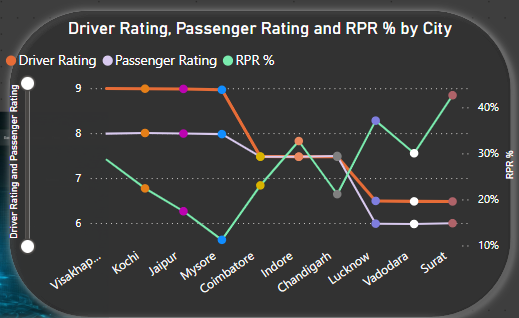 Driver Rating, Passenger Rating and RPR % by City
Driver Rating Passenger Rating RPR %
Driver Rating and Passenger Rating
9
8
7
6
40%
30%
20%
10%
RPR %
Visakhap...
Kochi
Jaipur
Mysore
Coimbatore
Indore
Chandigarh
Lucknow
Vadodara
Surat